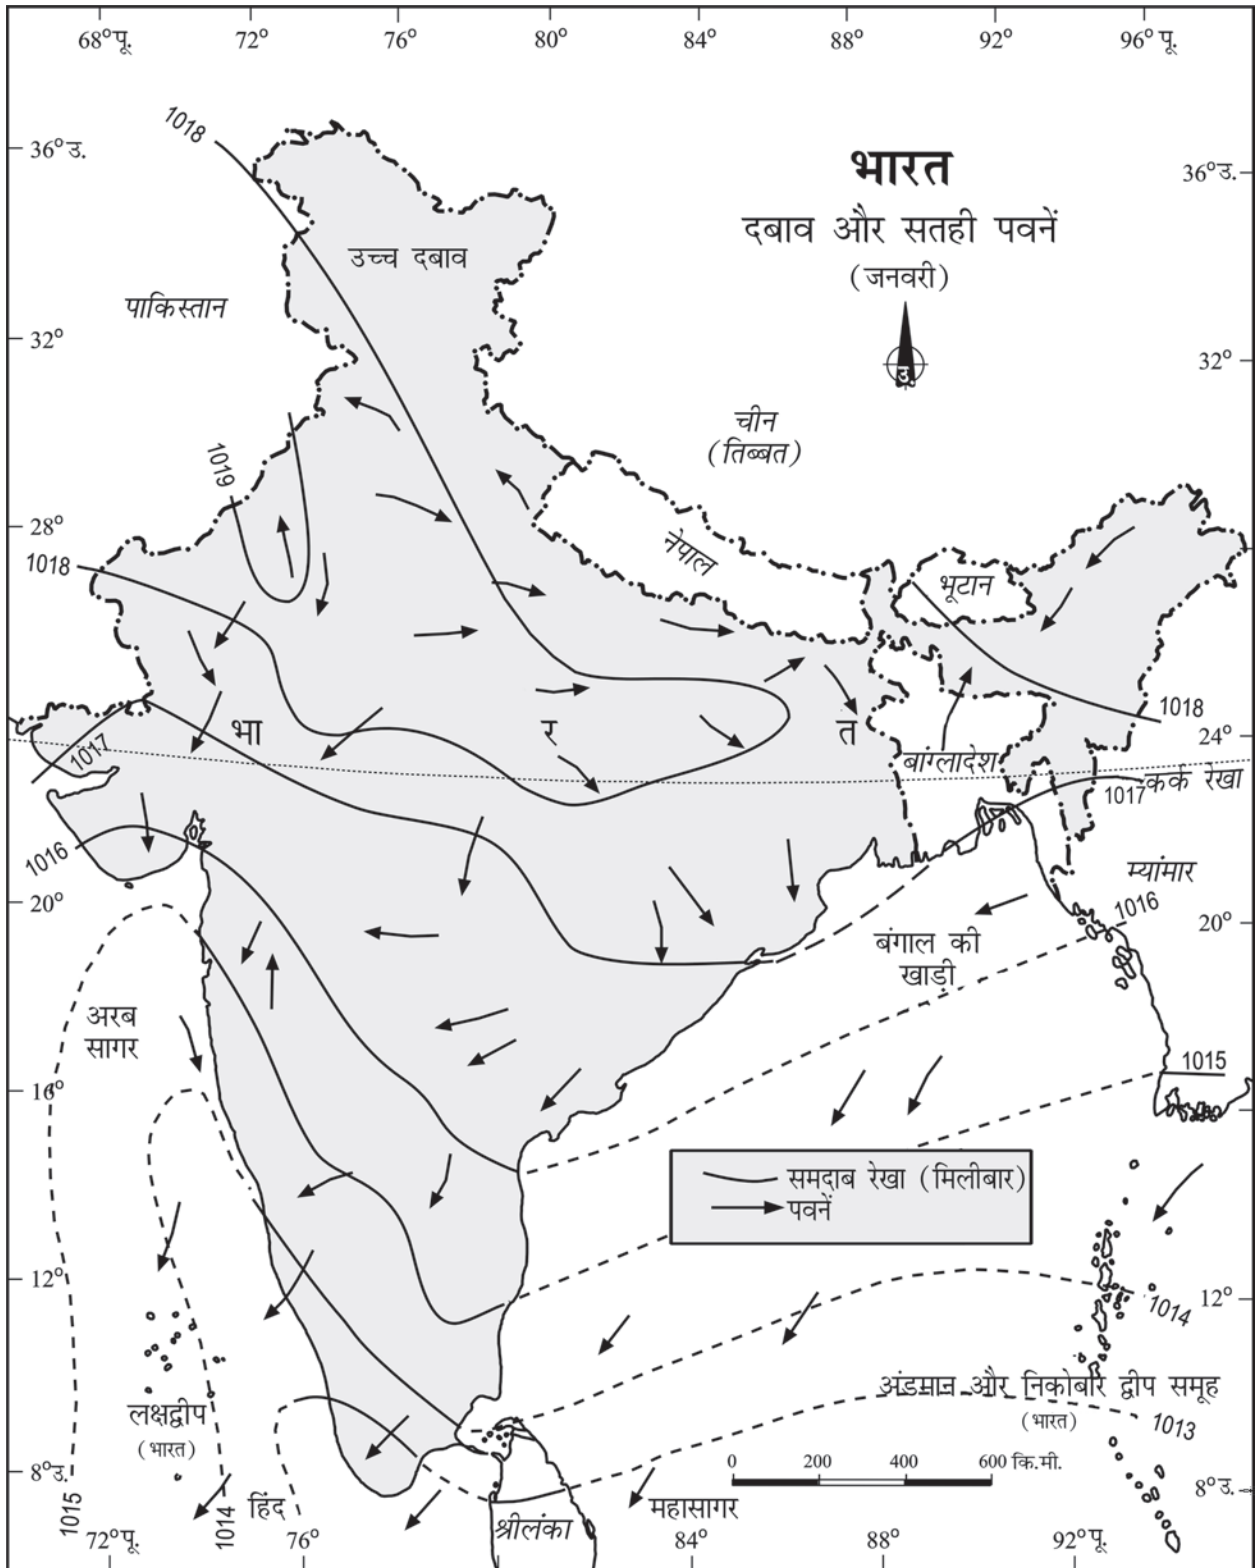 68° पू.
72°
76°
80°
84°
88°
92°
96° पू.
1018
36° उ.
36° उ.
भारत
दबाव और सतही पवनें
(जनवरी)
उच्च दबाव
पाकिस्तान
32°
32°
उ.
चीन
(तिब्बत)
1019
28°
1018
नेपाल
भूटान
1018
भा
र
त
24°
1017
बांग्लादेश
1017
कर्क रेखा
1016
म्यांमार
1016
20°
20°
बंगाल की
खाड़ी
अरब
सागर
1015
16°
समदाब रेखा (मिलीबार)
पवनें
12°
12°
1014
अंडमान और निकोबार द्वीप समूह
(भारत)
1013
लक्षद्वीप
(भारत)
0
200
400
600 कि.मी.
8° उ.
8° उ.
1015
1014
हिंद
महासागर
श्रीलंका
72° पू.
76°
84°
88°
92° पू.